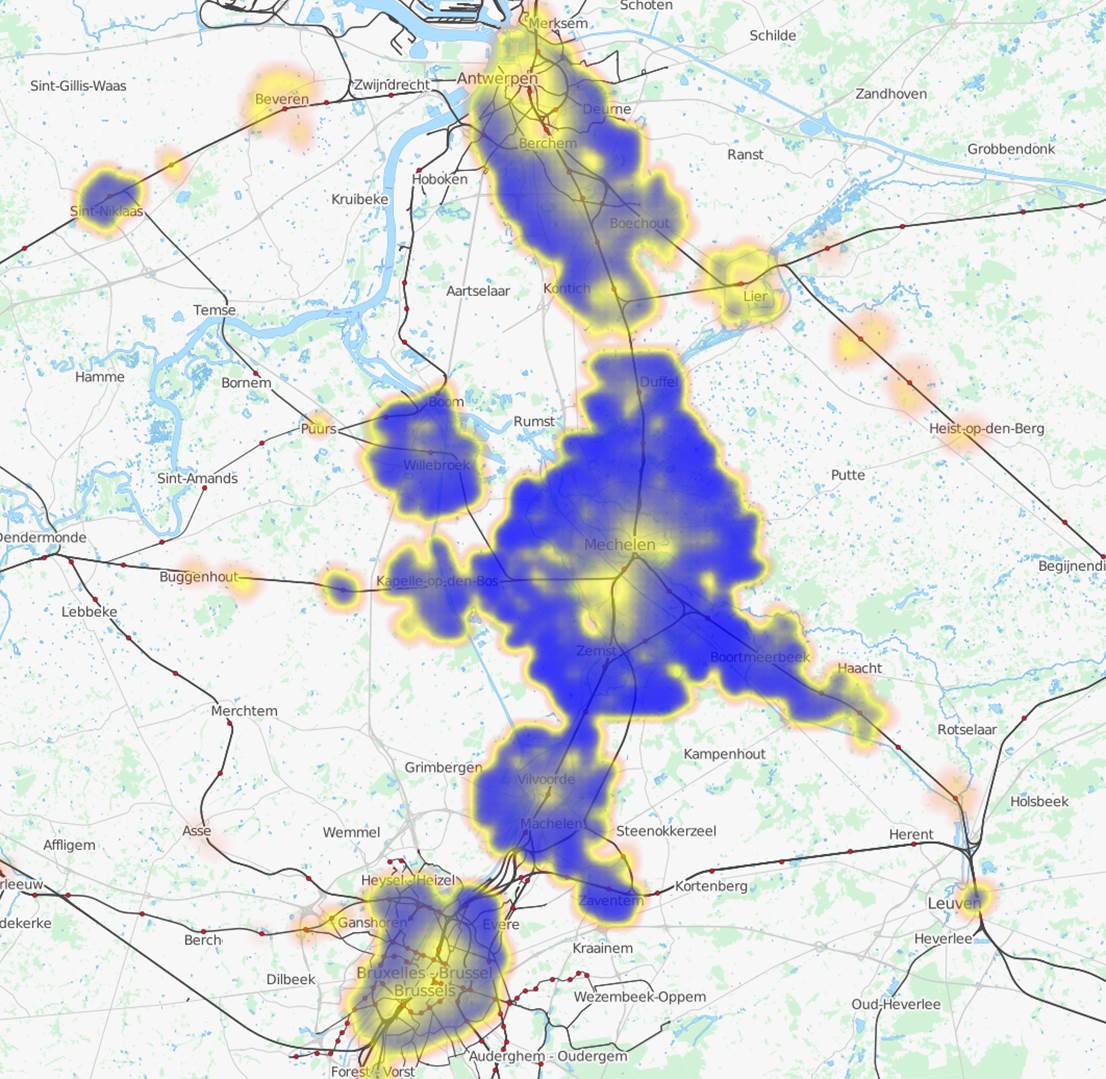 Schoten
Merksem
Schilde
Antwerpen
Zwijndrecht
Sint-Gillis-Waas
Beveren
Zandhoven
Deurne
Berchem
Grobbendonk
Ranst
Hoboken
Kruibeke
Sint-Niklaas
Boechout
Aartselaar
Kontich
Lier
Temse
Hamme
Bornem
Duffel
Boom
Rumst
Puurs
Heist-op-den-Berg
Willebroek
Putte
Sint-Amands
Dendermonde
Mechelen
Begijnendi
Buggenhout
Kapelle-op-den-Bos
Lebbeke
Zemst
Boortmeerbeek
Haacht
Merchtem
Rotselaar
Kampenhout
Grimbergen
Vilvoorde
Holsbeek
Asse
Wemmel
Machelen
Steenokkerzeel
Herent
Affligem
rleeuw
Heysel - Heizel
Kortenberg
Zaventem
Leuven
dekerke
Ganshoren
Evere
Berch
Heverlee
Kraainem
Dilbeek
Bruxelles - Brussel
Brussels
Wezembeek-Oppem
Oud-Heverlee
Auderghem - Oudergem
Forest - Vorst